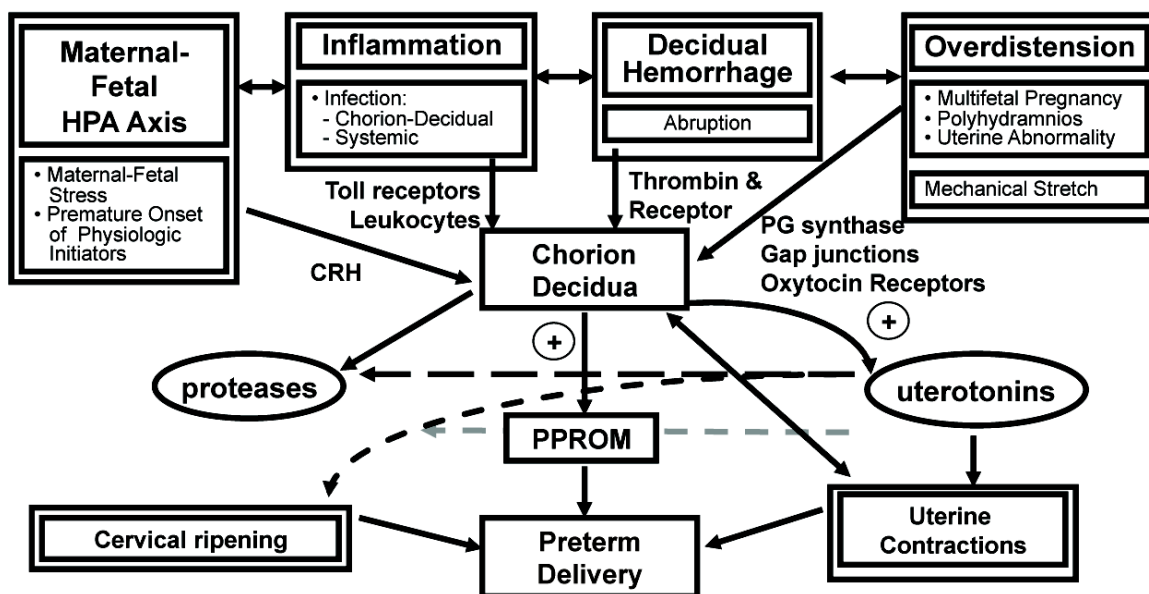 Maternal-
Fetal
HPA Axis
• Maternal-Fetal
Stress
• Premature Onset
of Physiologic
Initiators
Inflammation
• Infection:
- Chorion-Decidual
- Systemic
Decidual
Hemorrhage
Abruption
Overdistension
• Multifetal Pregnancy
• Polyhydramnios
• Uterine Abnormality
Mechanical Stretch
Toll receptors
Leukocytes
Thrombin &
Receptor
CRH
Chorion
Decidua
PG synthase
Gap junctions
Oxytocin Receptors
+
+
proteases
uterotonins
PPROM
Cervical ripening
Preterm
Delivery
Uterine
Contractions